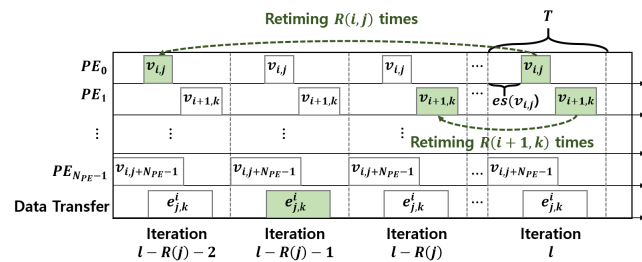 Retiming R(i,j) times
T
PE_0 v_{i,j} v_{i,j} v_{i,j} ... v_{i,j}
PE_1 v_{i+1,k} v_{i+1,k} v_{i+1,k} ... es(v_{i,j}) v_{i+1,k}
⋮ ⋮ ⋮ ⋮ ⋮
Retiming R(i+1,k) times
PE_{N_{PE}-1} v_{i,j+N_{PE}-1} v_{i,j+N_{PE}-1} v_{i,j+N_{PE}-1} ... v_{i,j+N_{PE}-1}
Data Transfer e^i_{j,k} e^i_{j,k} e^i_{j,k} ... e^i_{j,k}
Iteration Iteration Iteration Iteration
l-R(j)-2 l-R(j)-1 l-R(j) l